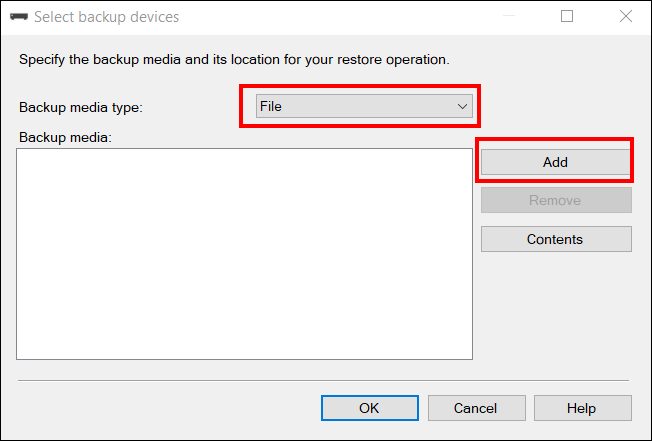 Select backup devices
Specify the backup media and its location for your restore operation.
Backup media type:
File
Backup media:
Add
Remove
Contents
OK
Cancel
Help